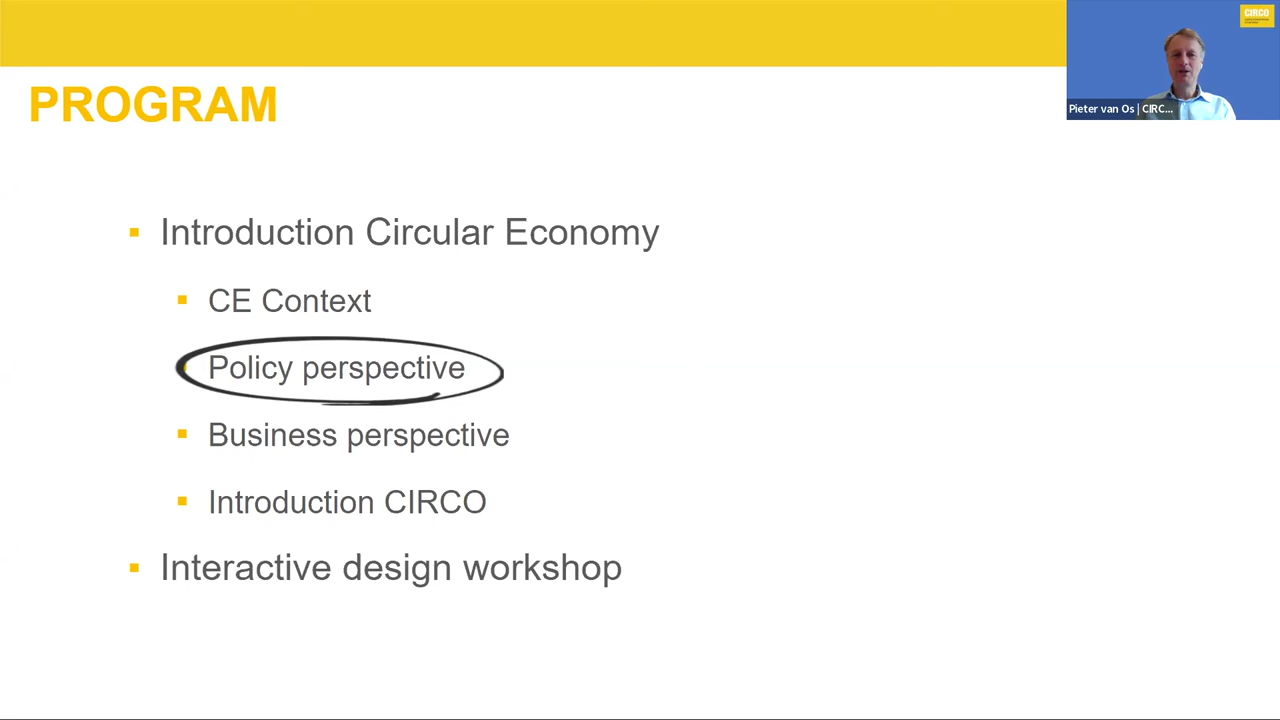 PROGRAM
CIRCO
Pieter van Os | CIRC...
▪ Introduction Circular Economy
▪ CE Context
Policy perspective
▪ Business perspective
▪ Introduction CIRCO
▪ Interactive design workshop